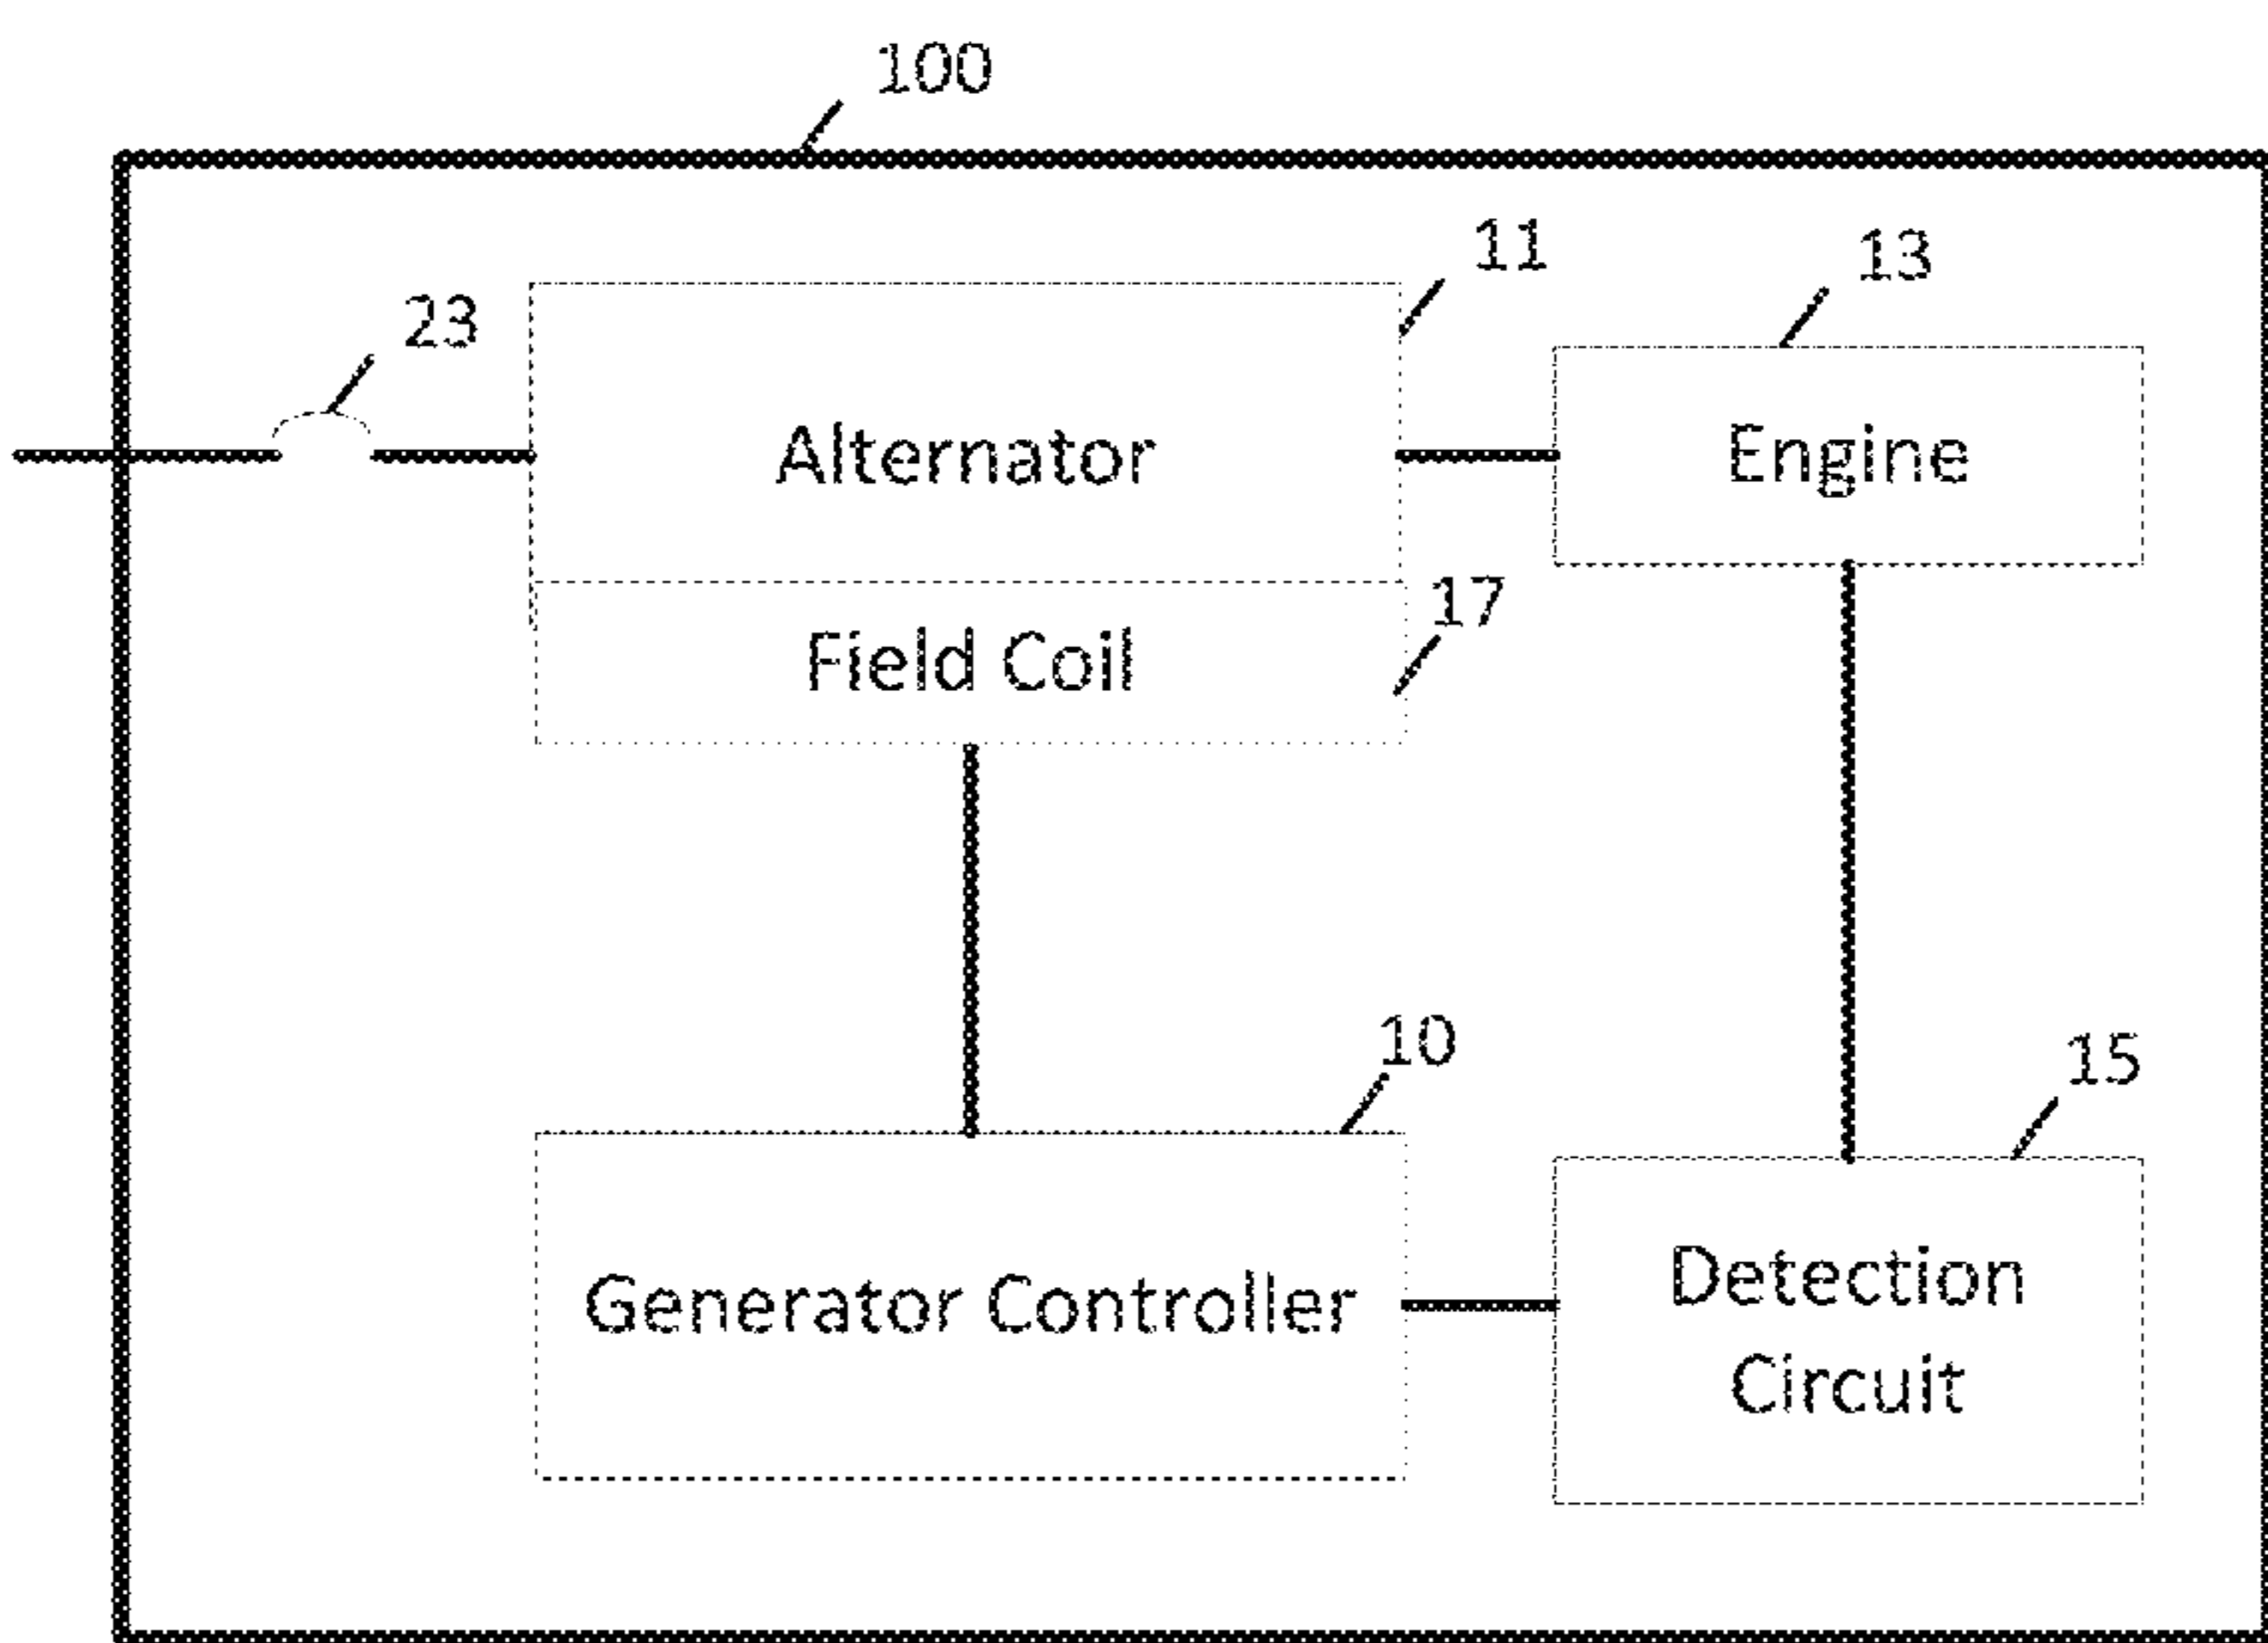 100
11
13
23
Alternator
Engine
17
Field Coil
10
15
Generator Controller
Detection
Circuit